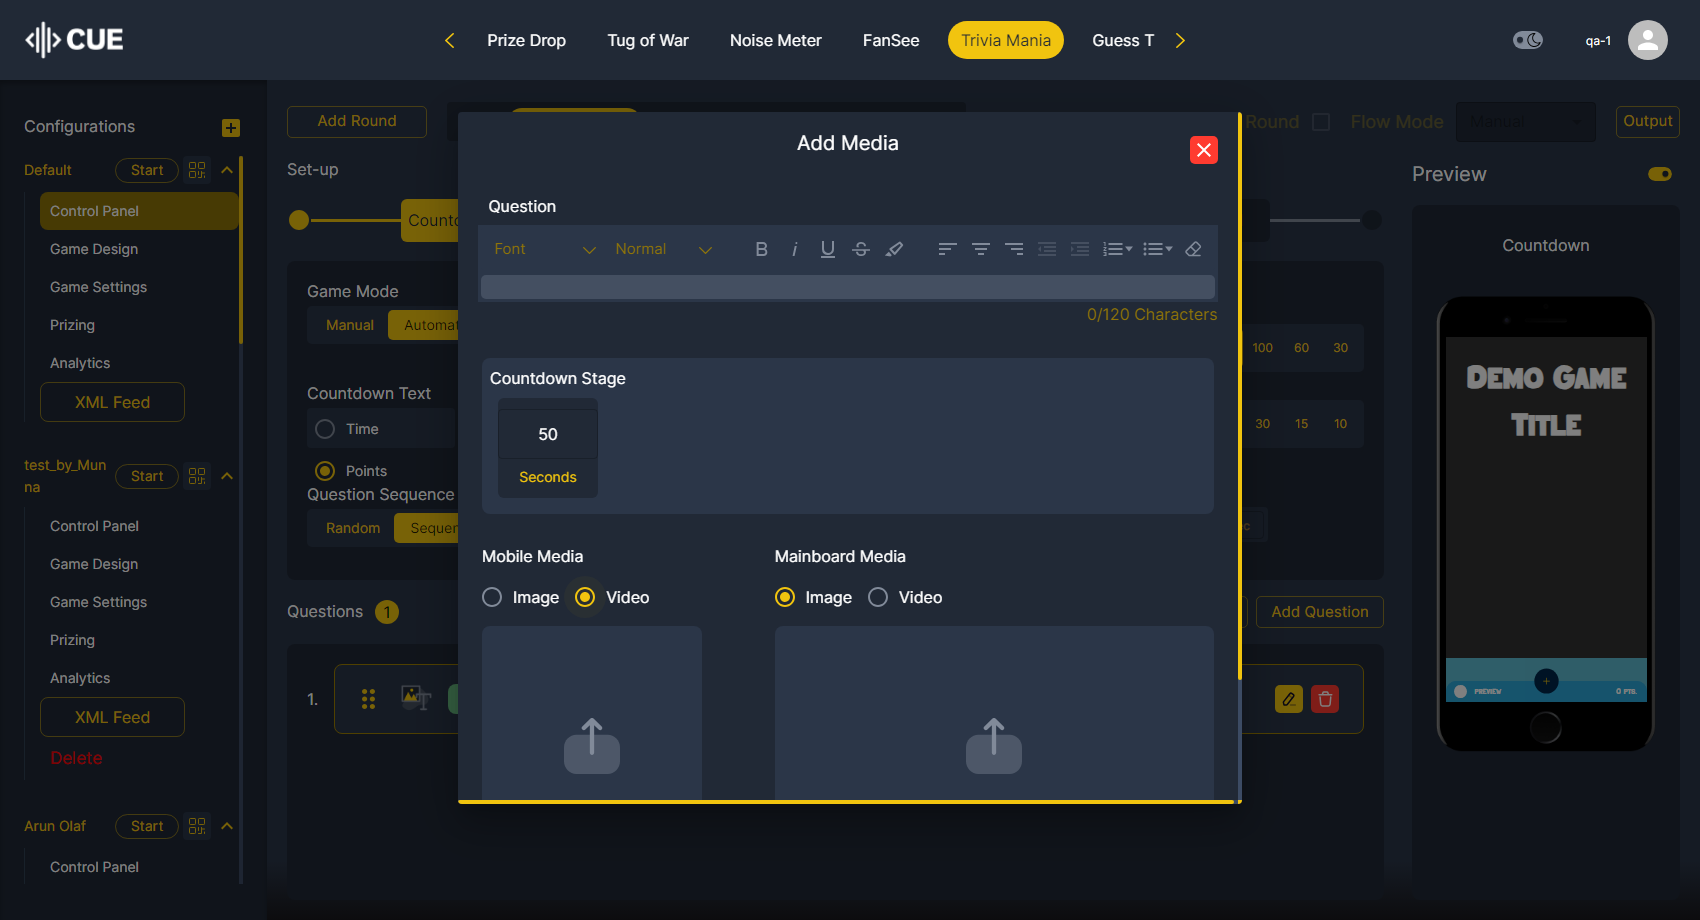 CUE
Prize Drop
Tug of War
Noise Meter
FanSee
Trivia Mania
Guess T
qa-1
Configurations
Default
Start
Control Panel
Game Design
Game Settings
Prizing
Analytics
XML Feed
test_by_Mun
na
Start
Control Panel
Game Design
Game Settings
Prizing
Analytics
XML Feed
Delete
Arun Olaf
Start
Control Panel
Add Round
Round
Flow Mode
Manual
Output
Set-up
Countd
Game Mode
Manual
Automat
Countdown Text
Time
Points
Question Sequence
Random
Sequen
100
60
30
30
15
10
Questions
1
Add Question
1.
Add Media
Question
Font
Normal
0/120 Characters
Countdown Stage
50
Seconds
Mobile Media
Image
Video
Mainboard Media
Image
Video
Preview
Countdown
Demo Game
Title
PREVIEW
0 PTS.